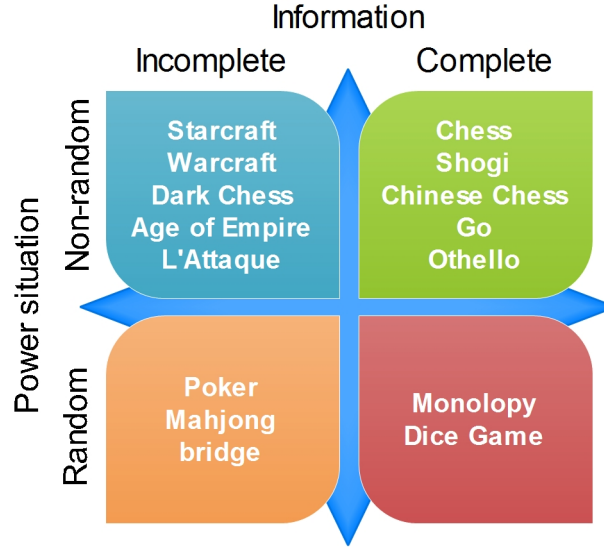 Information
Incomplete
Complete
Power situation
Non-random
Starcraft
Warcraft
Dark Chess
Age of Empire
L'Attaque
Chess
Shogi
Chinese Chess
Go
Othello
Random
Poker
Mahjong
bridge
Monolopy
Dice Game